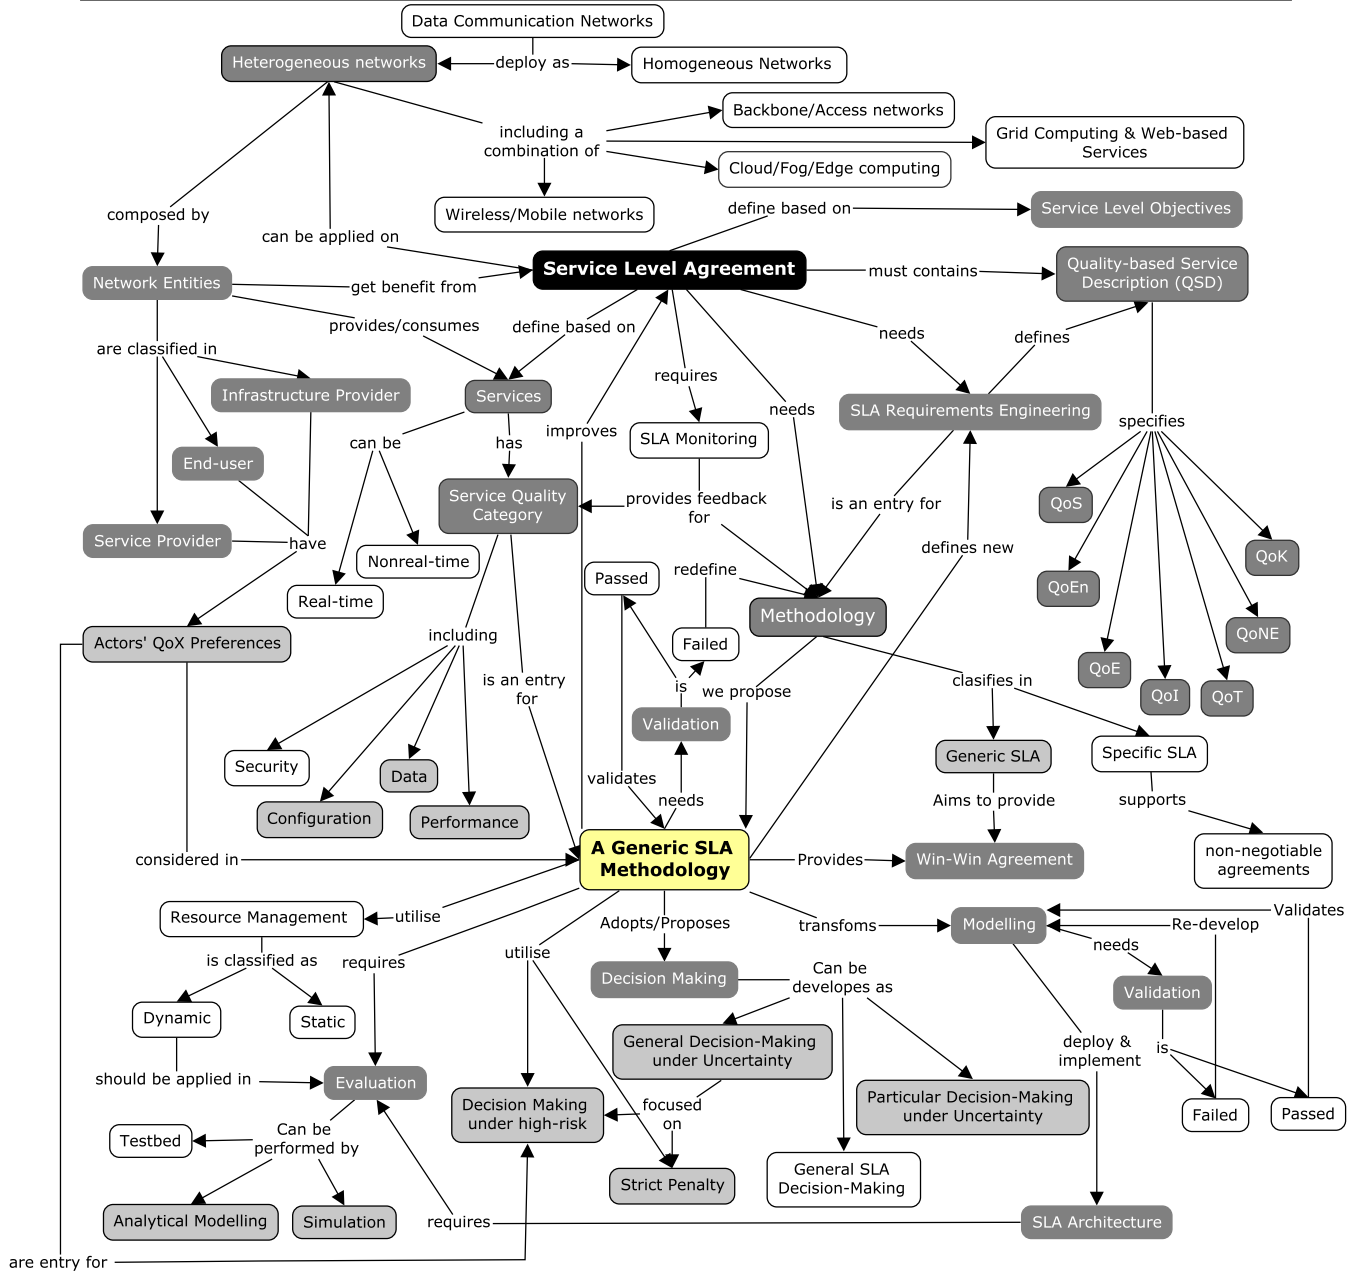 Data Communication Networks
Heterogeneous networks
deploy as
Homogeneous Networks
Backbone/Access networks
including a
combination of
Grid Computing & Web-based
Services
Cloud/Fog/Edge computing
Wireless/Mobile networks
composed by
define based on
Service Level Objectives
can be applied on
Service Level Agreement
must contains
Quality-based Service
Description (QSD)
Network Entities
get benefit from
provides/consumes
define based on
needs
defines
are classified in
requires
Infrastructure Provider
Services
needs
SLA Requirements Engineering
specifies
can be
has
improves
SLA Monitoring
End-user
Service Quality
Category
provides feedback
for
is an entry for
QoS
Service Provider
have
Nonreal-time
defines new
QoK
Passed
redefine
QoEn
Real-time
Methodology
Actors' QoX Preferences
including
Failed
QoNE
QoE
is an entry
for
is
we propose
clasifies in
QoI
QoT
Validation
Security
Data
Generic SLA
Specific SLA
validates
needs
Aims to provide
supports
Configuration
Performance
considered in
A Generic SLA
Methodology
Provides
Win-Win Agreement
non-negotiable
agreements
Resource Management
utilise
Adopts/Proposes
transfoms
Modelling
Validates
Re-develop
is classified as
requires
utilise
needs
Decision Making
Can be
developes as
Validation
Dynamic
Static
General Decision-Making
under Uncertainty
deploy &
implement
is
should be applied in
Evaluation
Decision Making
under high-risk
focused
on
Particular Decision-Making
under Uncertainty
Failed
Passed
Testbed
Can be
performed by
General SLA
Decision-Making
Strict Penalty
Analytical Modelling
Simulation
requires
SLA Architecture
are entry for